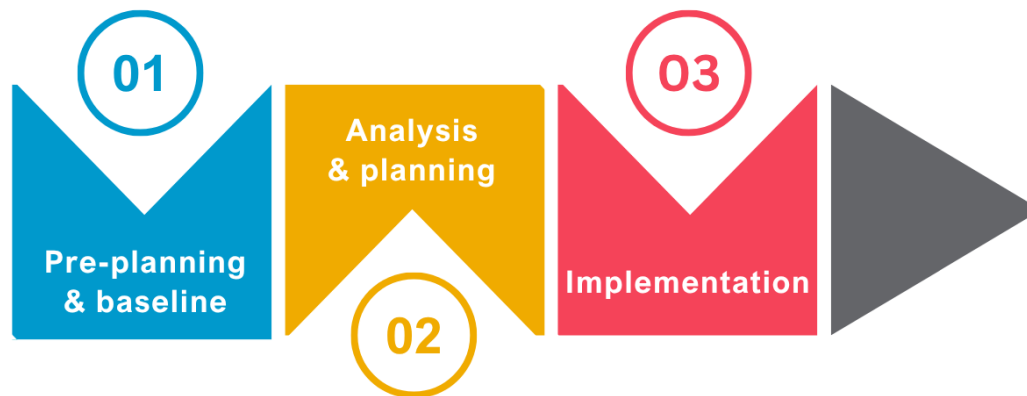 01
Pre-planning
& baseline
Analysis
& planning
02
03
Implementation